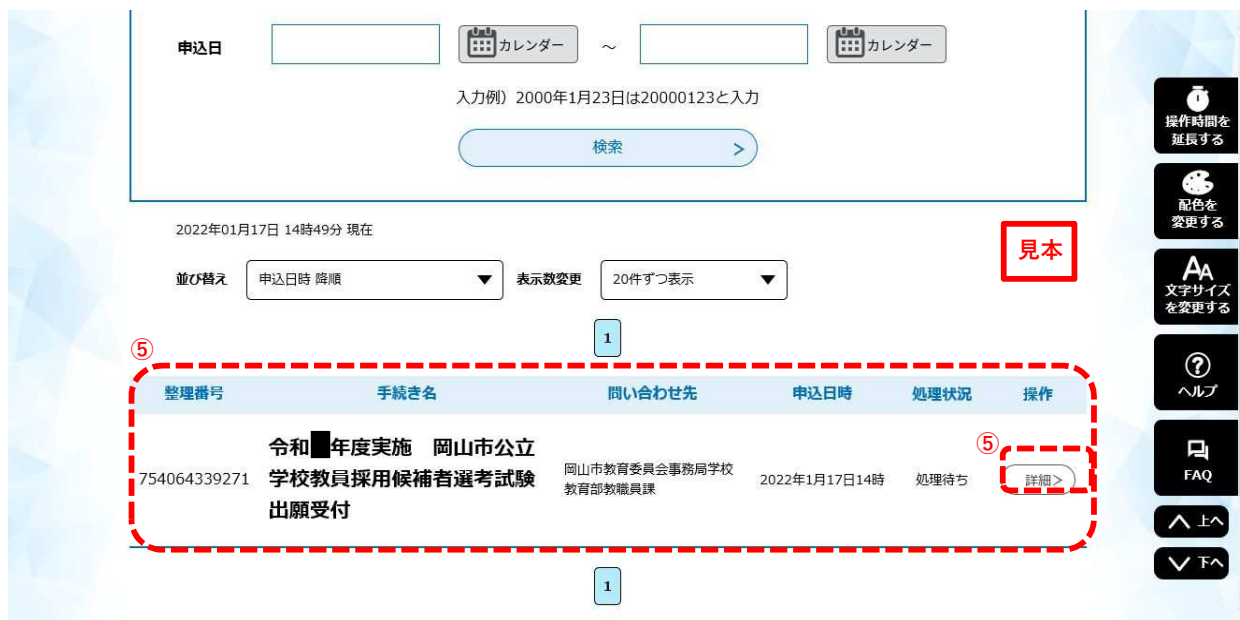 申込日 カレンダー ～ カレンダー
入力例）2000年1月23日は20000123と入力
検索 >
2022年01月17日 14時49分 現在
見本
並び替え 申込日時 降順 ▼ 表示数変更 20件ずつ表示 ▼
1
⑤
整理番号 手続き名 問い合わせ先 申込日時 処理状況 操作
754064339271
令和 年度実施　岡山市公立
学校教員採用候補者選考試験
出願受付
岡山市教育委員会事務局学校
教育部教職員課
2022年1月17日14時
処理待ち
⑤
詳細>
1
操作時間を
延長する
配色を
変更する
AA
文字サイズ
を変更する
?
ヘルプ
FAQ
上へ
下へ